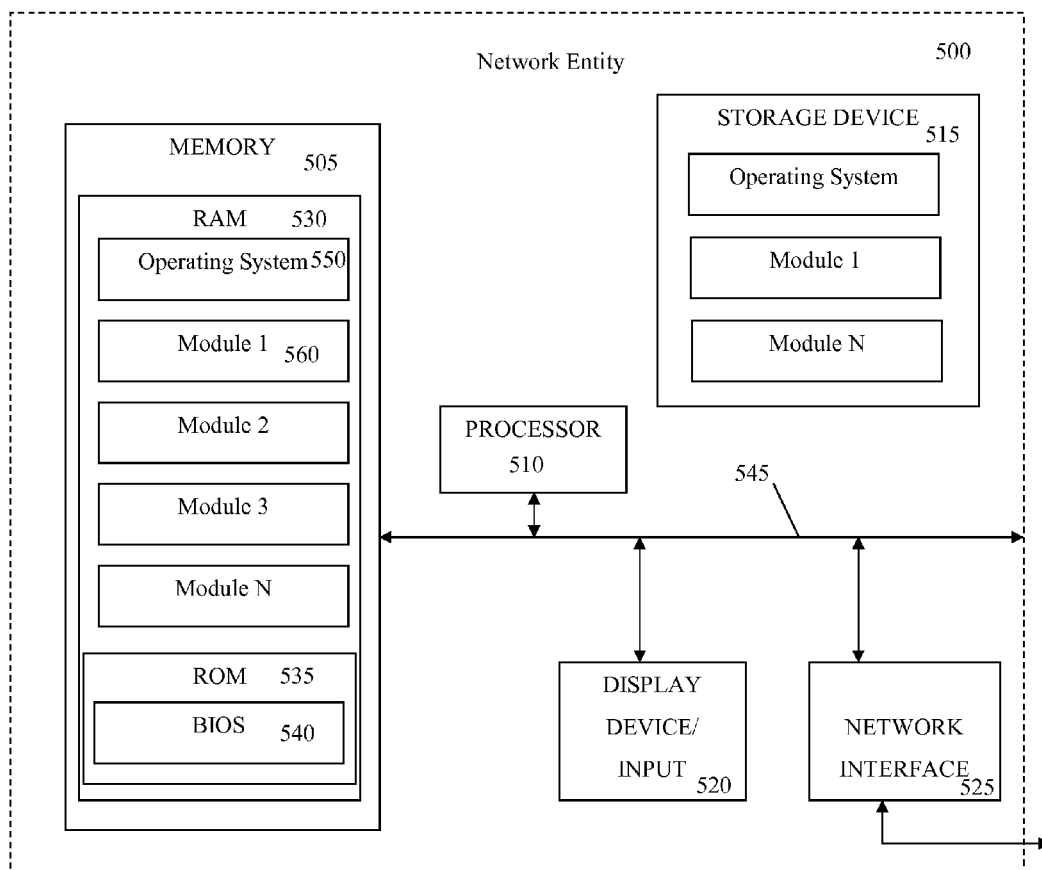 Network Entity
500
MEMORY
505
RAM 530
Operating System 550
Module 1 560
Module 2
Module 3
Module N
ROM 535
BIOS 540
STORAGE DEVICE
515
Operating System
Module 1
Module N
PROCESSOR
510
545
DISPLAY
DEVICE/
INPUT 520
NETWORK
INTERFACE
525